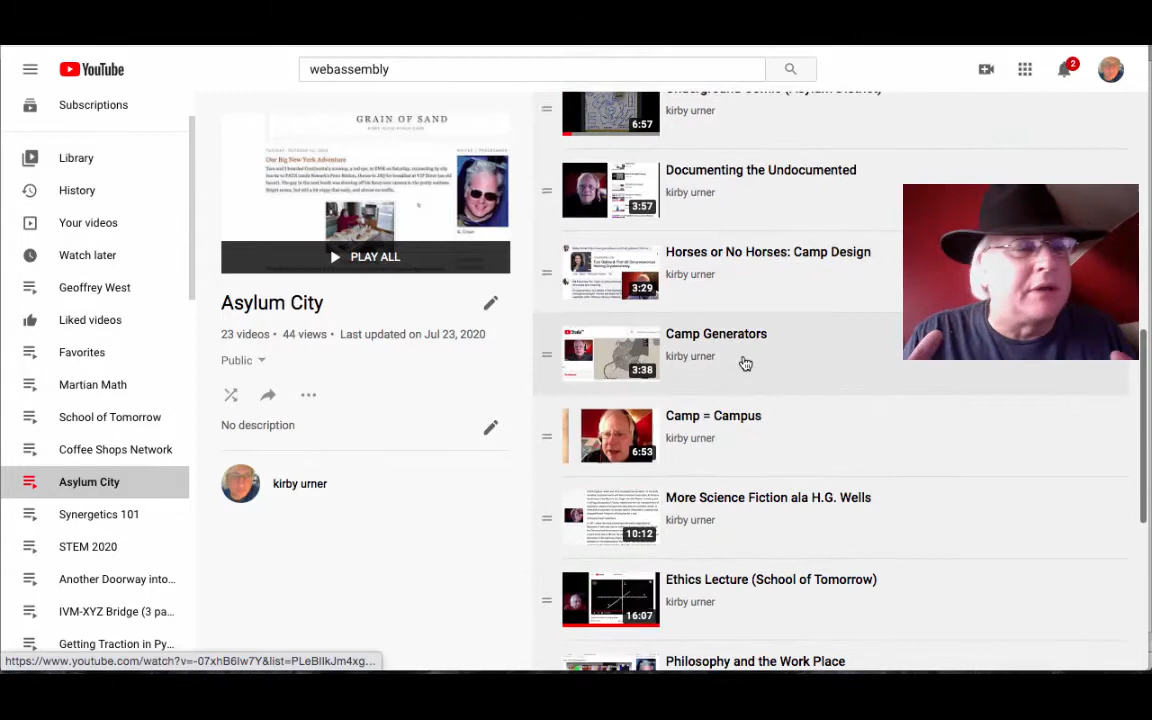 YouTube
webassembly
2
Subscriptions
Library
History
Your videos
Watch later
Geoffrey West
Liked videos
Favorites
Martian Math
School of Tomorrow
Coffee Shops Network
Asylum City
Synergetics 101
STEM 2020
Another Doorway into...
IVM-XYZ Bridge (3 pa...
Getting Traction in Py...
GRAIN OF SAND
Our Big New York Adventure
PLAY ALL
Asylum City
23 videos • 44 views • Last updated on Jul 23, 2020
Public
No description
kirby urner
Underground Comic (Asylum District)
kirby urner
6:57
Documenting the Undocumented
kirby urner
3:57
Horses or No Horses: Camp Design
kirby urner
3:29
Camp Generators
kirby urner
3:38
Camp = Campus
kirby urner
6:53
More Science Fiction ala H.G. Wells
kirby urner
10:12
Ethics Lecture (School of Tomorrow)
kirby urner
16:07
Philosophy and the Work Place
https://www.youtube.com/watch?v=-07xhB6Iw7Y&list=PLeBIIkJm4xg...